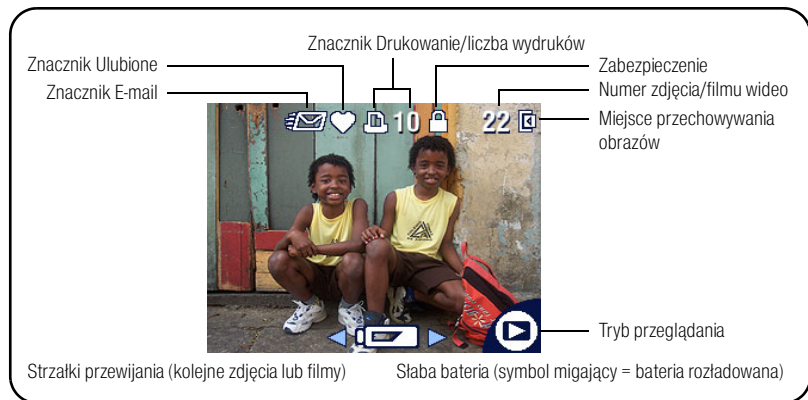 Znacznik Drukowanie/liczba wydruków
Znacznik Ulubione
Zabezpieczenie
Znacznik E-mail
Numer zdjęcia/filmu wideo
10
22
Miejsce przechowywania
obrazów
Tryb przeglądania
Strzałki przewijania (kolejne zdjęcia lub filmy)
Słaba bateria (symbol migający = bateria rozładowana)